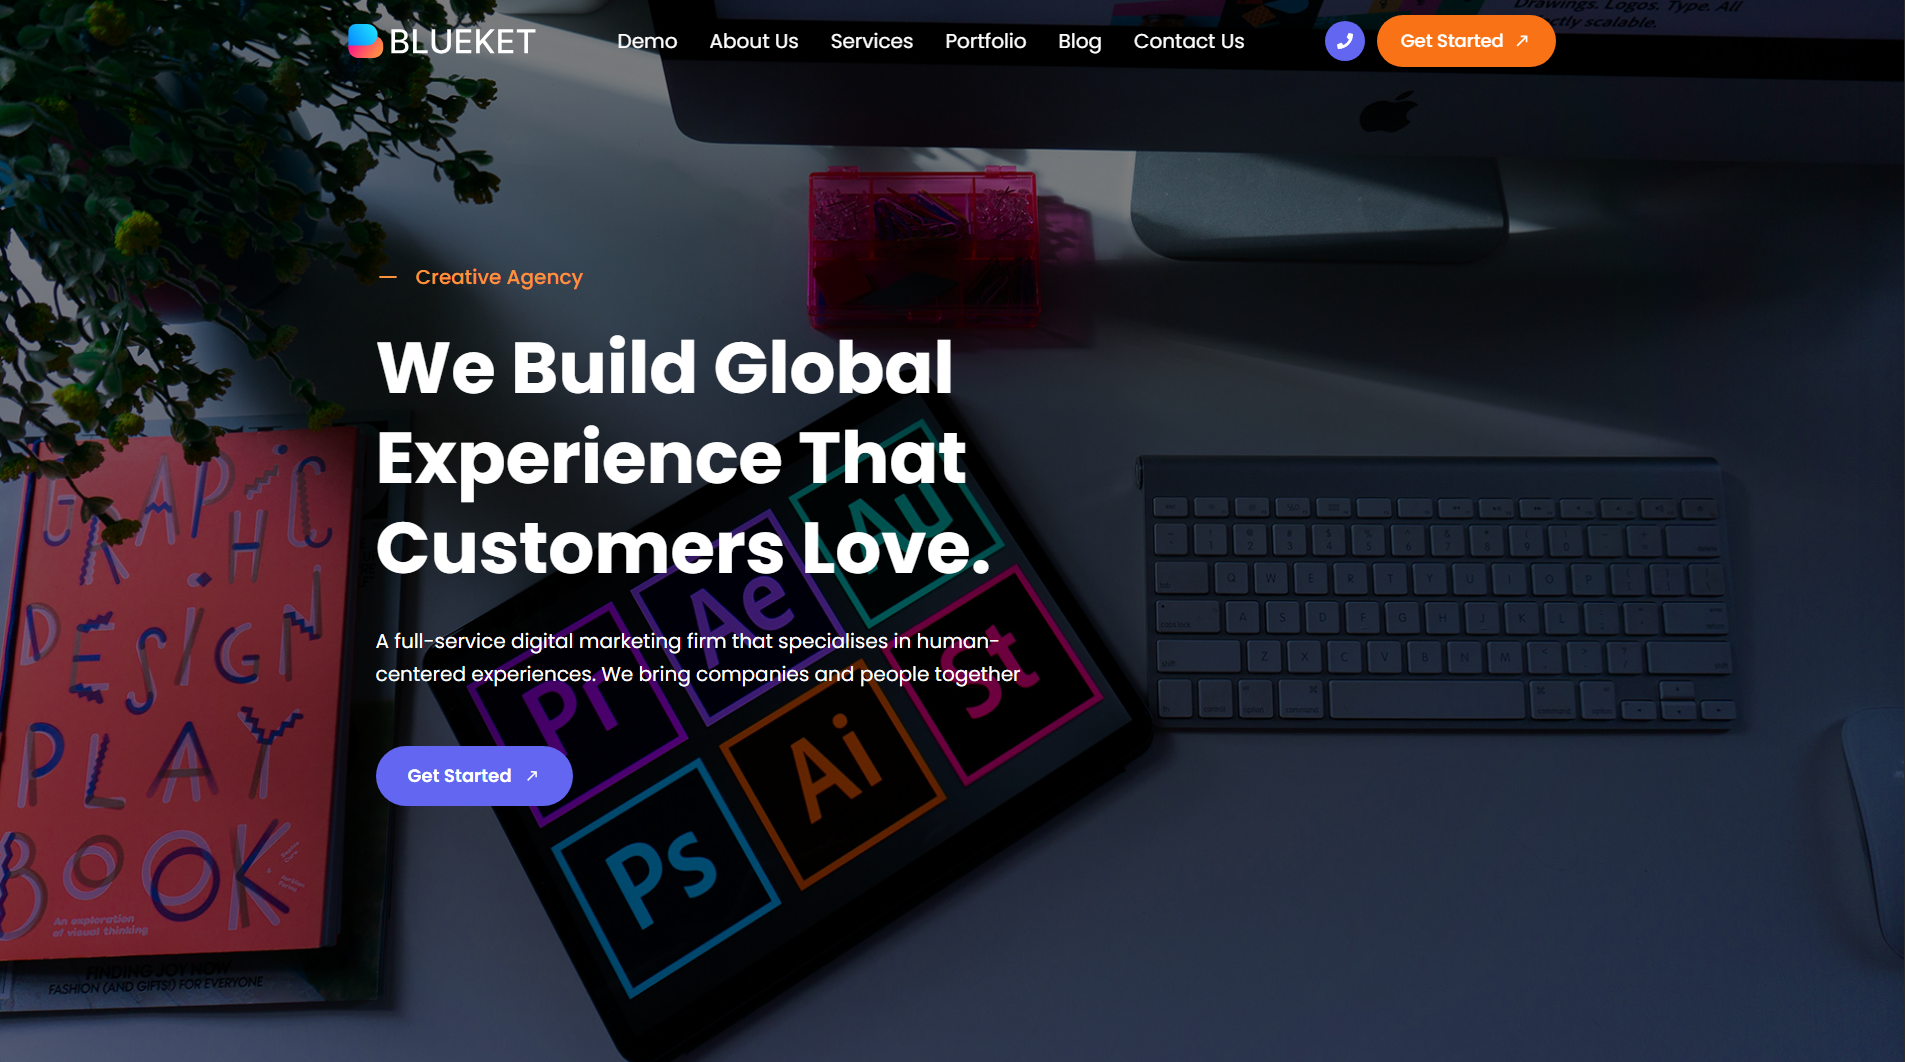 Drawings. Logos. Type. All
scalable.
BLUEKET
Demo
About Us
Services
Portfolio
Blog
Contact Us
Get Started
Creative Agency
We Build Global
Experience That
Customers Love.
A full-service digital marketing firm that specialises in human-
centered experiences. We bring companies and people together
Get Started
GRAPHIC
DESIGN
PLAY
BOOK
An exploration
of visual thinking
FINDING JOY NOW
FASHION (AND GIFTS!) FOR EVERYONE
Au
Ae
St
Pr
Ai
Ps
Q W E R T Y U I O P
A S D F G H J K L
Z X C V B N M